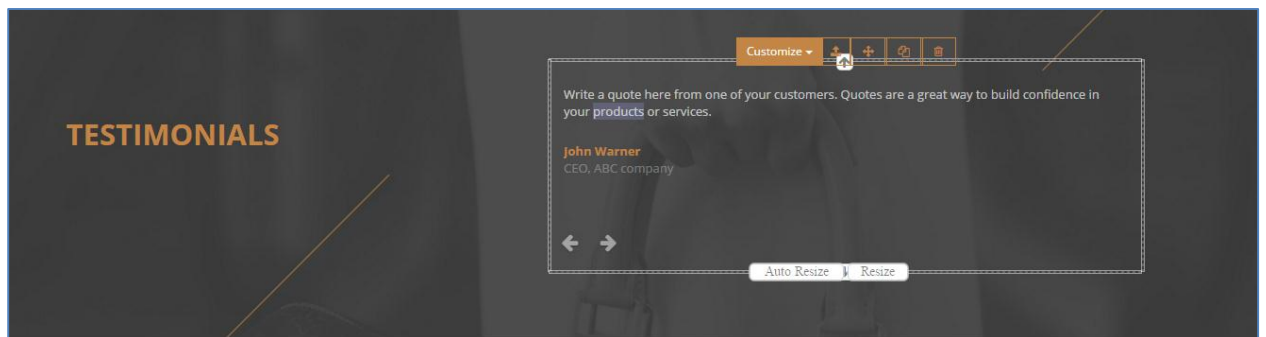 Customize
Write a quote here from one of your customers. Quotes are a great way to build confidence in
your products or services.
TESTIMONIALS
John Warner
CEO, ABC company
Auto Resize
Resize